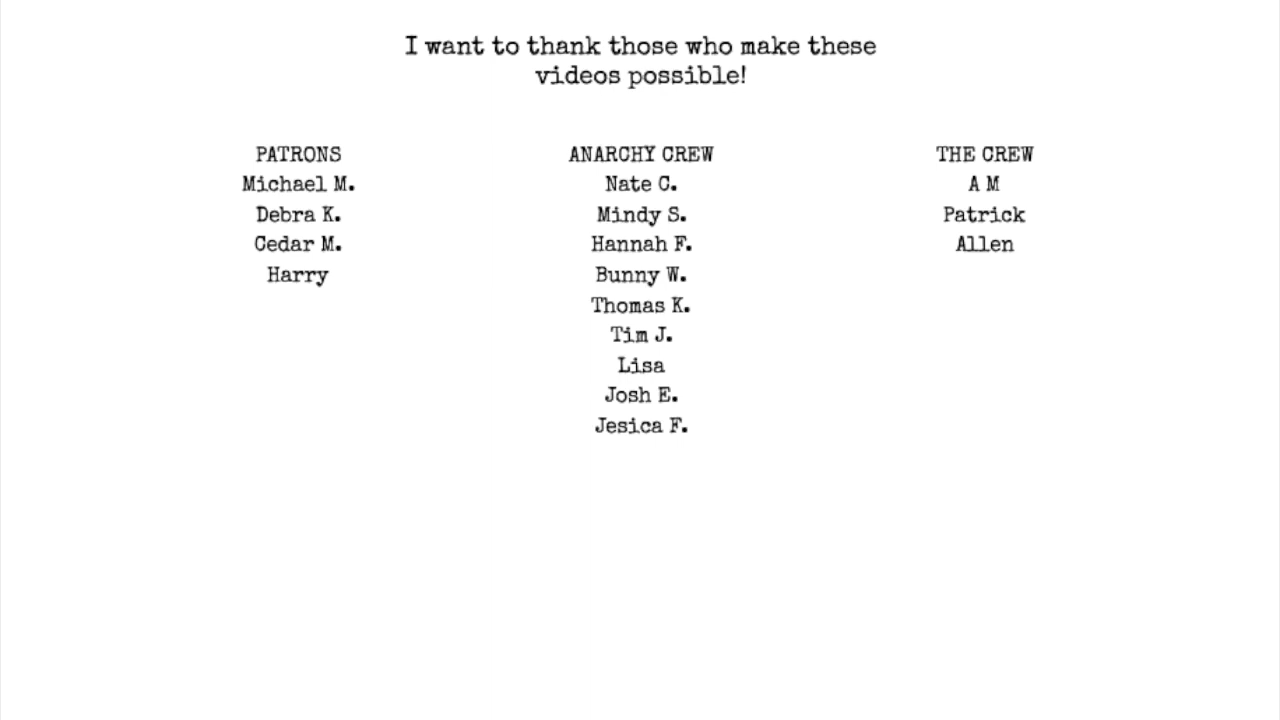 I want to thank those who make these
videos possible!
PATRONS
Michael M.
Debra K.
Cedar M.
Harry
ANARCHY CREW
Nate C.
Mindy S.
Hannah F.
Bunny W.
Thomas K.
Tim J.
Lisa
Josh E.
Jesica F.
THE CREW
A M
Patrick
Allen